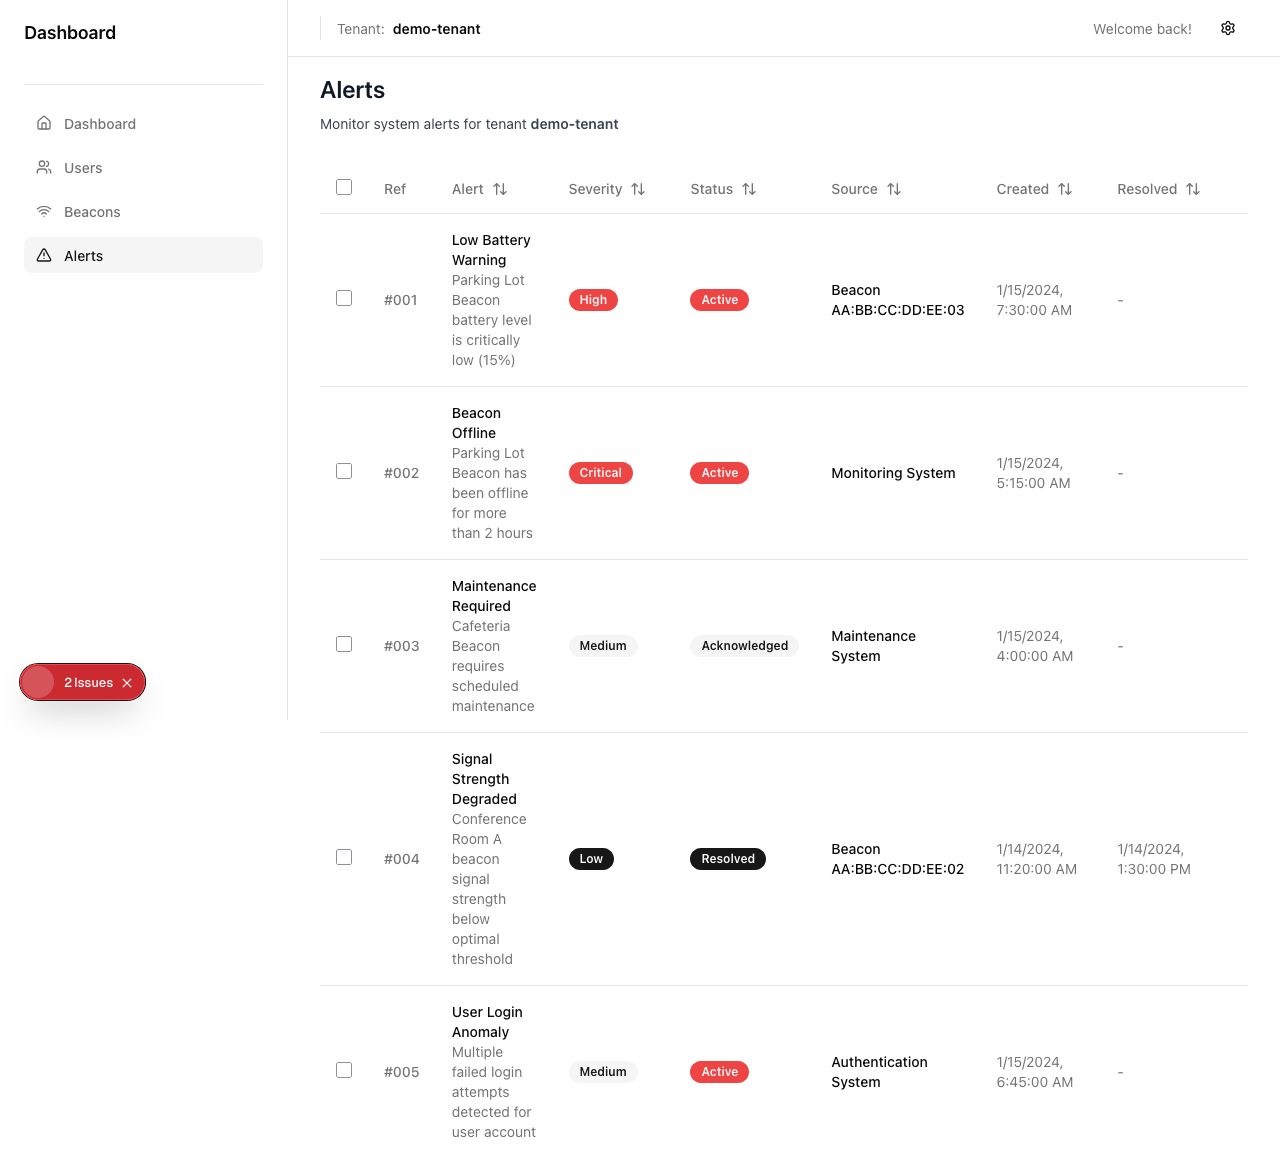 Dashboard
Tenant: demo-tenant
Welcome back!
Dashboard
Users
Beacons
Alerts
2 Issues
Alerts
Monitor system alerts for tenant demo-tenant
Ref Alert Severity Status Source Created Resolved
#001
Low Battery
Warning
Parking Lot
Beacon
battery level
is critically
low (15%)
High
Active
Beacon
AA:BB:CC:DD:EE:03
1/15/2024,
7:30:00 AM
-
#002
Beacon
Offline
Parking Lot
Beacon has
been offline
for more
than 2 hours
Critical
Active
Monitoring System
1/15/2024,
5:15:00 AM
-
#003
Maintenance
Required
Cafeteria
Beacon
requires
scheduled
maintenance
Medium
Acknowledged
Maintenance
System
1/15/2024,
4:00:00 AM
-
#004
Signal
Strength
Degraded
Conference
Room A
beacon
signal
strength
below
optimal
threshold
Low
Resolved
Beacon
AA:BB:CC:DD:EE:02
1/14/2024,
11:20:00 AM
1/14/2024,
1:30:00 PM
#005
User Login
Anomaly
Multiple
failed login
attempts
detected for
user account
Medium
Active
Authentication
System
1/15/2024,
6:45:00 AM
-